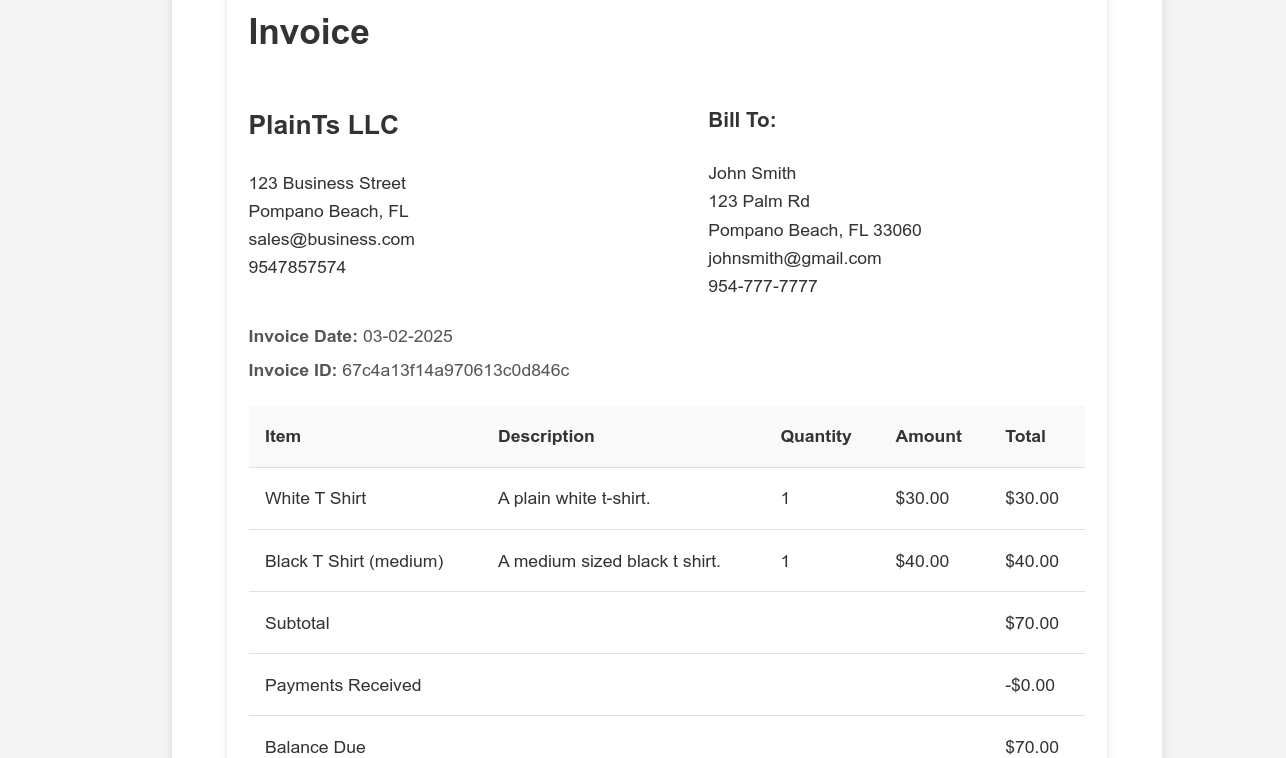 Invoice
PlainTs LLC
123 Business Street
Pompano Beach, FL
sales@business.com
9547857574
Bill To:
John Smith
123 Palm Rd
Pompano Beach, FL 33060
johnsmith@gmail.com
954-777-7777
Invoice Date: 03-02-2025
Invoice ID: 67c4a13f14a970613c0d846c
Item Description Quantity Amount Total
White T Shirt A plain white t-shirt. 1 $30.00 $30.00
Black T Shirt (medium) A medium sized black t shirt. 1 $40.00 $40.00
Subtotal $70.00
Payments Received -$0.00
Balance Due $70.00